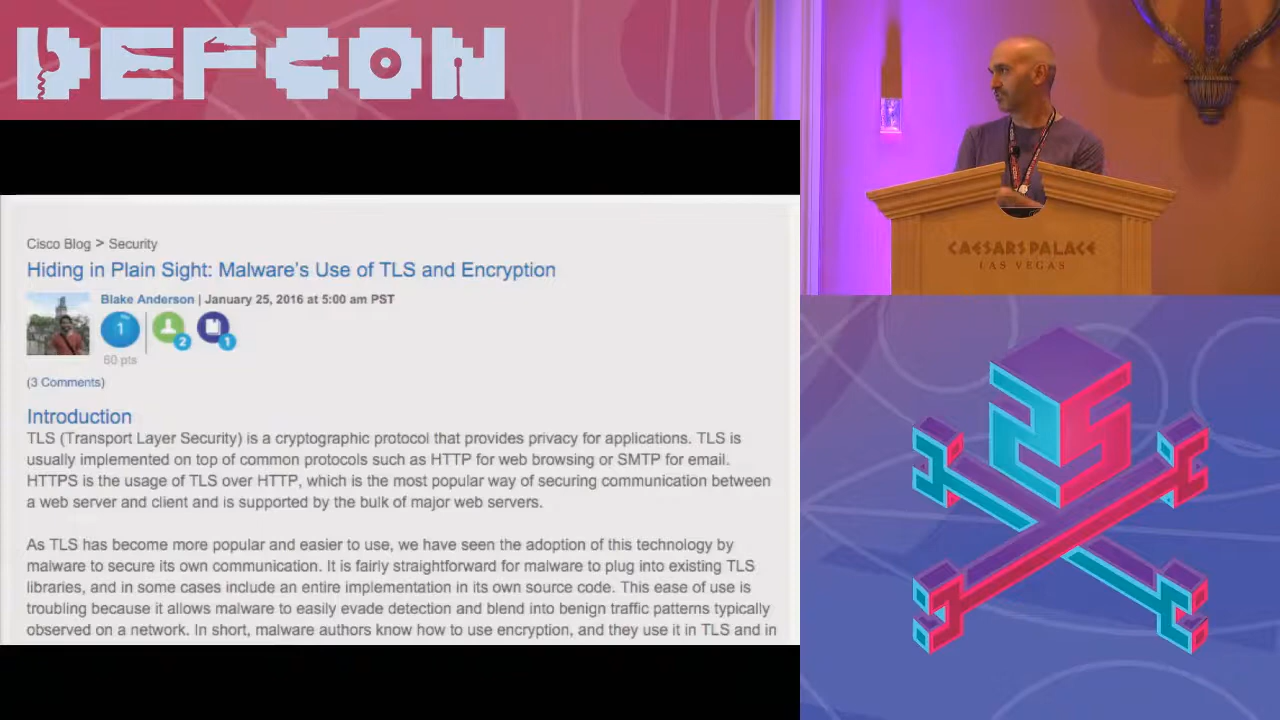 DEFCON
Cisco Blog > Security
Hiding in Plain Sight: Malware's Use of TLS and Encryption
Blake Anderson | January 25, 2016 at 5:00 am PST
1
2
1
60 pts
(3 Comments)
Introduction
TLS (Transport Layer Security) is a cryptographic protocol that provides privacy for applications. TLS is
usually implemented on top of common protocols such as HTTP for web browsing or SMTP for email.
HTTPS is the usage of TLS over HTTP, which is the most popular way of securing communication between
a web server and client and is supported by the bulk of major web servers.
As TLS has become more popular and easier to use, we have seen the adoption of this technology by
malware to secure its own communication. It is fairly straightforward for malware to plug into existing TLS
libraries, and in some cases include an entire implementation in its own source code. This ease of use is
troubling because it allows malware to easily evade detection and blend into benign traffic patterns typically
observed on a network. In short, malware authors know how to use encryption, and they use it in TLS and in
CAESARS PALACE
LAS VEGAS
25